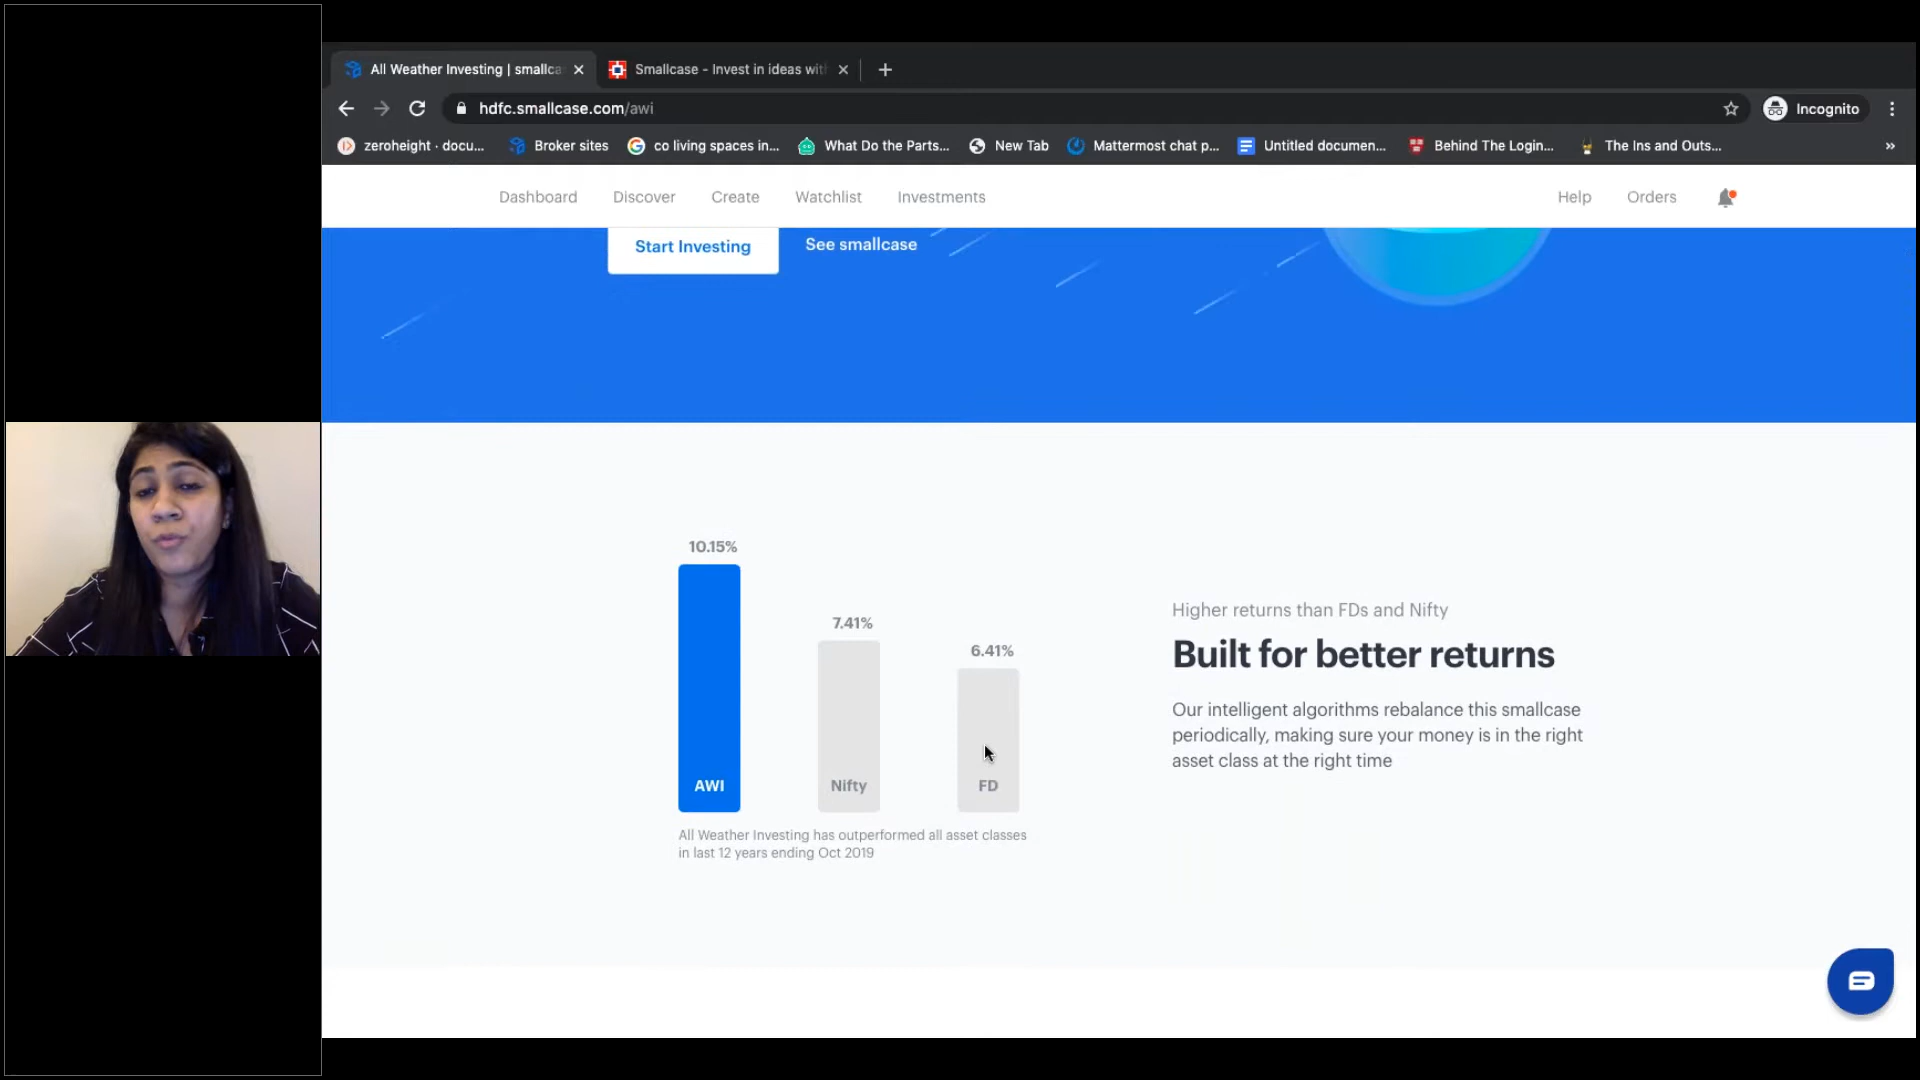 All Weather Investing | smallca
Smallcase - Invest in ideas wit
hdfc.smallcase.com/awi
Incognito
zeroheight · docu...
Broker sites
co living spaces in...
What Do the Parts...
New Tab
Mattermost chat p...
Untitled documen...
Behind The Login...
The Ins and Outs...
»
Dashboard
Discover
Create
Watchlist
Investments
Help
Orders
Start Investing
See smallcase
10.15%
7.41%
6.41%
AWI
Nifty
FD
All Weather Investing has outperformed all asset classes
in last 12 years ending Oct 2019
Higher returns than FDs and Nifty
Built for better returns
Our intelligent algorithms rebalance this smallcase
periodically, making sure your money is in the right
asset class at the right time